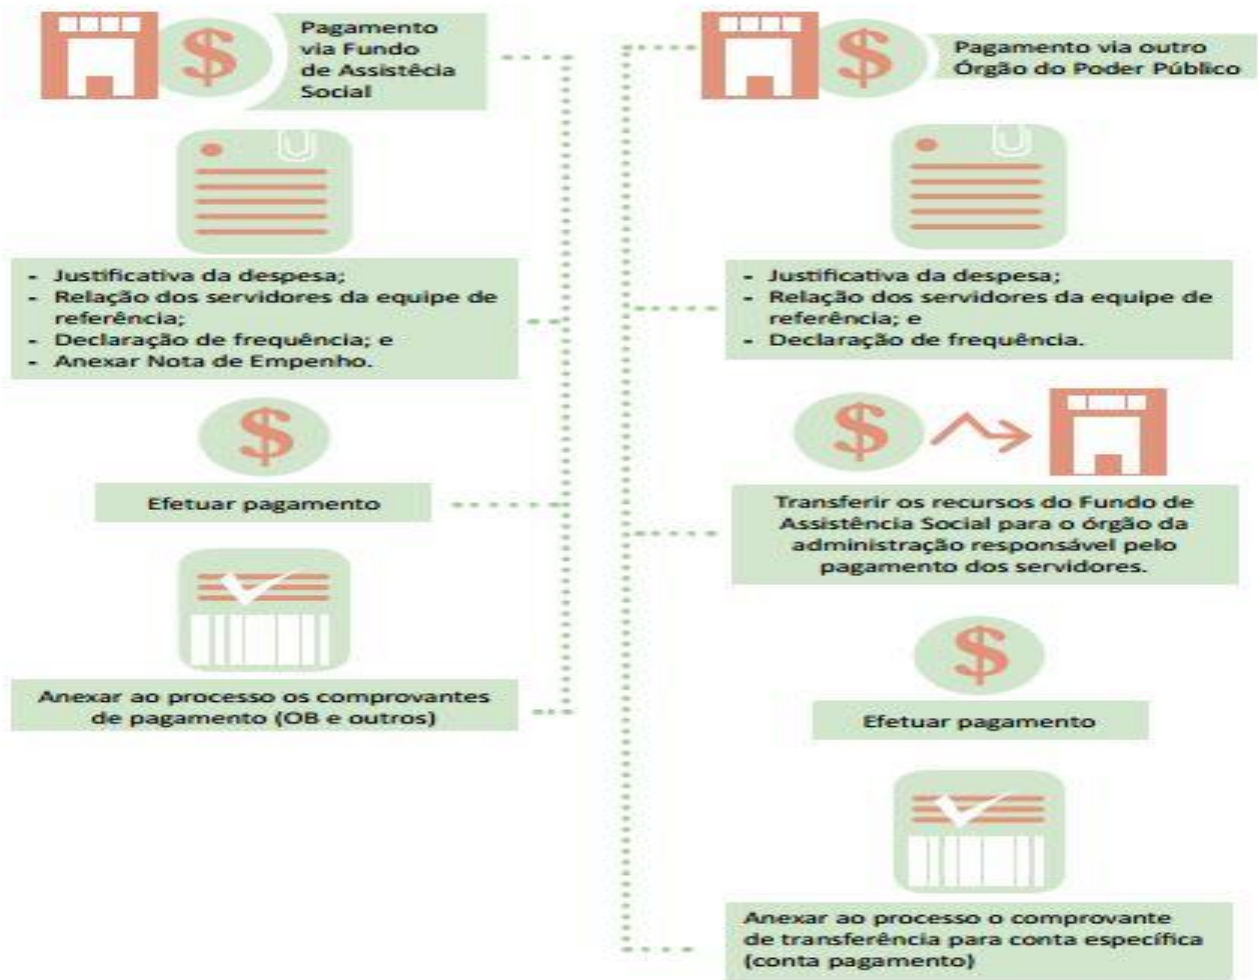 Pagamento
via Fundo
de Assistêcia
Social
- Justificativa da despesa;
- Relação dos servidores da equipe de
referência;
- Declaração de frequência; e
- Anexar Nota de Empenho.
Efetuar pagamento
Anexar ao processo os comprovantes
de pagamento (OB e outros)
Pagamento via outro
Órgão do Poder Público
- Justificativa da despesa;
- Relação dos servidores da equipe de
referência; e
- Declaração de frequência.
Transferir os recursos do Fundo de
Assistência Social para o órgão da
administração responsável pelo
pagamento dos servidores.
Efetuar pagamento
Anexar ao processo o comprovante
de transferência para conta específica
(conta pagamento)